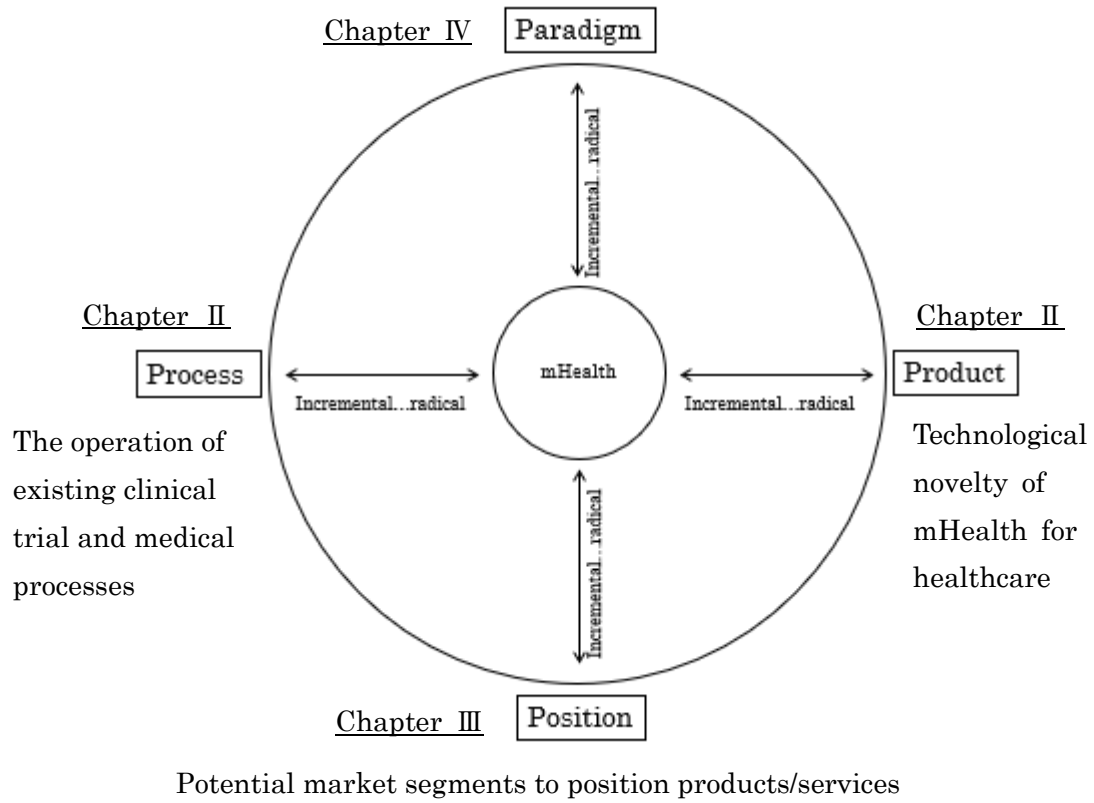 Chapter Ⅳ
Paradigm
Incremental...radical
Chapter Ⅱ
Process
The operation of
existing clinical
trial and medical
processes
Incremental...radical
mHealth
Incremental...radical
Chapter Ⅱ
Product
Technological
novelty of
mHealth for
healthcare
Incremental...radical
Chapter Ⅲ
Position
Potential market segments to position products/services